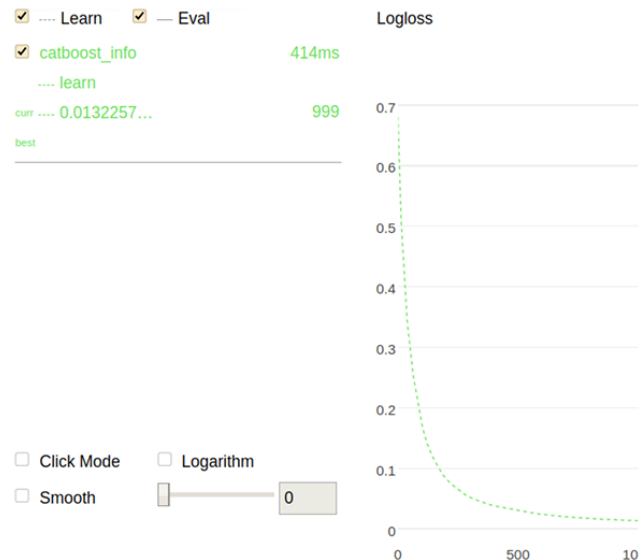 Learn Eval
catboost_info 414ms
learn
curr 0.0132257... 999
best
Click Mode Logarithm
Smooth 0
Logloss
0.7
0.6
0.5
0.4
0.3
0.2
0.1
0
0 500 10